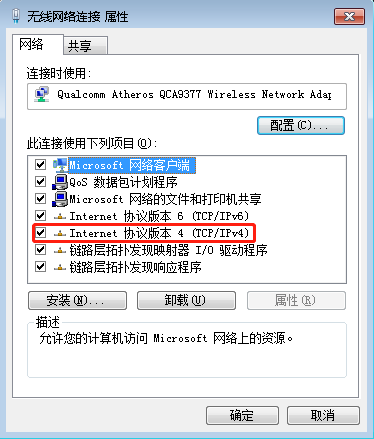 无线网络连接 属性
网络
共享
连接时使用:
Qualcomm Atheros QCA9377 Wireless Network Adap
配置(C)...
此连接使用下列项目(O):
Microsoft 网络客户端
QoS 数据包计划程序
Microsoft 网络的文件和打印机共享
Internet 协议版本 6 (TCP/IPv6)
Internet 协议版本 4 (TCP/IPv4)
链路层拓扑发现映射器 I/O 驱动程序
链路层拓扑发现响应程序
安装(N)...
卸载(U)
属性(R)
描述
允许您的计算机访问 Microsoft 网络上的资源。
确定
取消